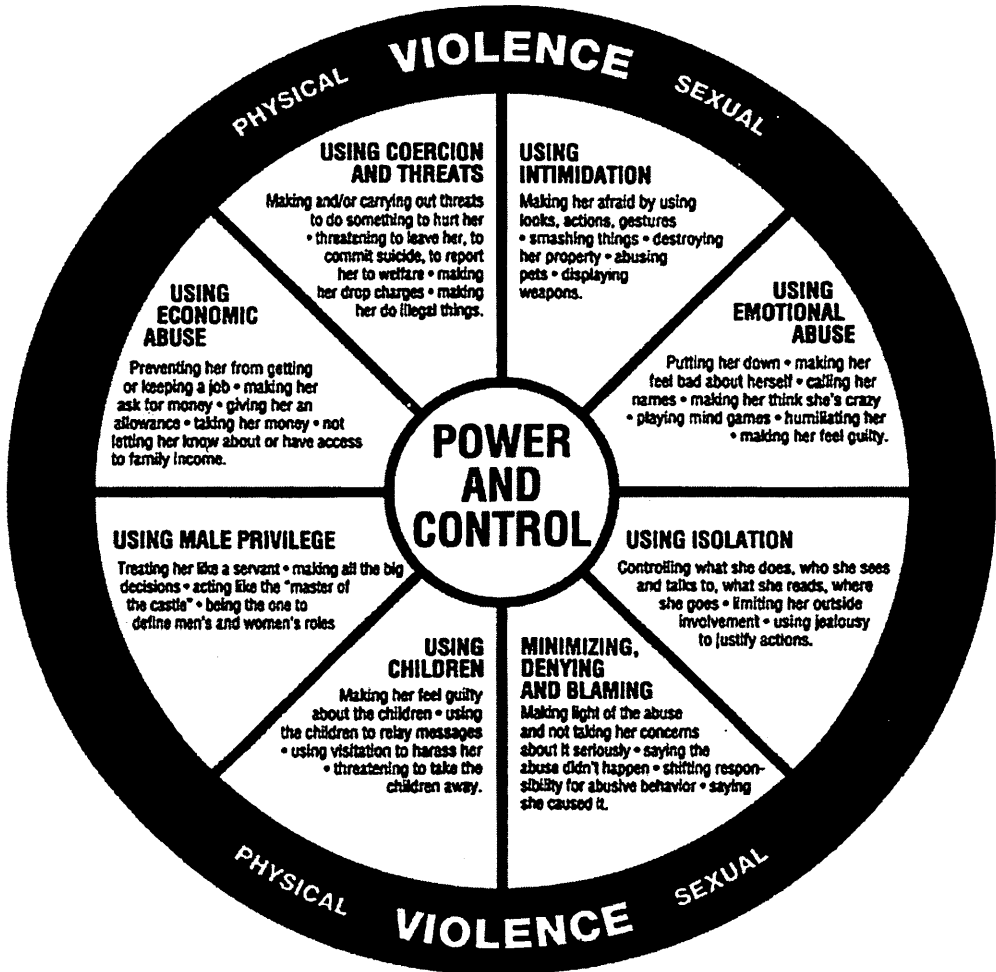 PHYSICAL VIOLENCE SEXUAL
USING COERCION
AND THREATS
Making and/or carrying out threats
to do something to hurt her
• threatening to leave her, to
commit suicide, to report
her to welfare • making
her drop charges • making
her do illegal things.
USING
INTIMIDATION
Making her afraid by using
looks, actions, gestures
• smashing things • destroying
her property • abusing
pets • displaying
weapons.
USING
ECONOMIC
ABUSE
Preventing her from getting
or keeping a job • making her
ask for money • giving her an
allowance • taking her money • not
letting her know about or have access
to family income.
USING
EMOTIONAL
ABUSE
Putting her down • making her
feel bad about herself • calling her
names • making her think she's crazy
• playing mind games • humiliating her
• making her feel guilty.
POWER
AND
CONTROL
USING MALE PRIVILEGE
Treating her like a servant • making all the big
decisions • acting like the "master of
the castle" • being the one to
define men's and women's roles
USING ISOLATION
Controlling what she does, who she sees
and talks to, what she reads, where
she goes • limiting her outside
involvement • using jealousy
to justify actions.
USING
CHILDREN
Making her feel guilty
about the children • using
the children to relay messages
• using visitation to harass her
• threatening to take the
children away.
MINIMIZING,
DENYING
AND BLAMING
Making light of the abuse
and not taking her concerns
about it seriously • saying the
abuse didn't happen • shifting respon-
sibility for abusive behavior • saying
she caused it.
PHYSICAL VIOLENCE SEXUAL